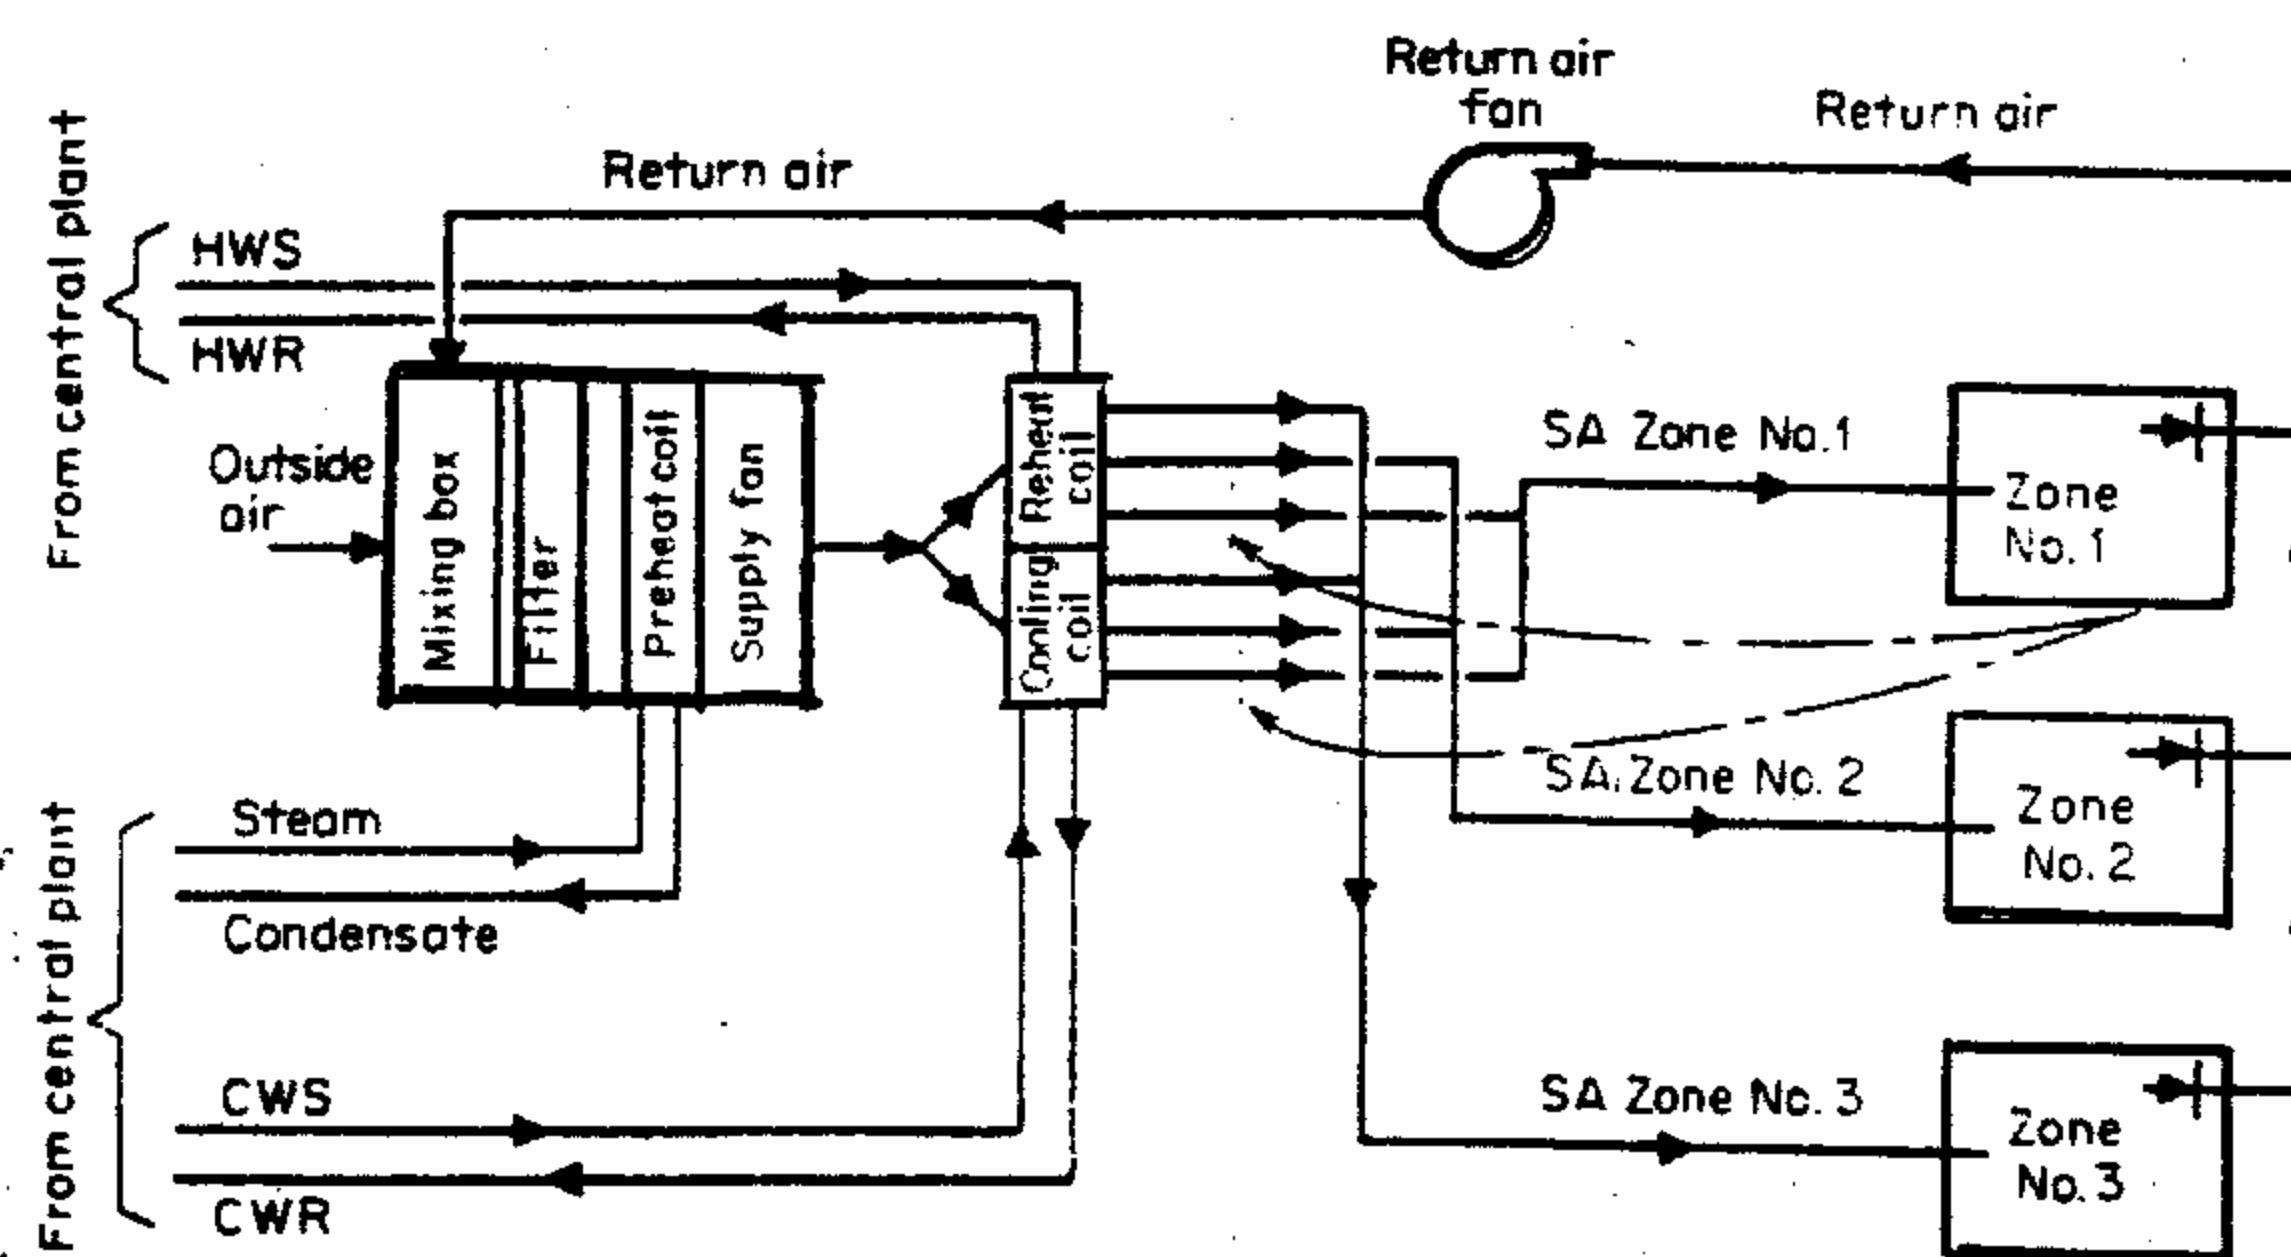 Return air
fan
Return air
Return air
From central plant
HWS
HWR
Outside
air
Mixing box
Filter
Preheat coil
Supply fan
Reheat
coil
Cooling
coil
SA Zone No.1
Zone
No. 1
SA Zone No. 2
Zone
No. 2
From central plant
Steam
Condensate
CWS
CWR
SA Zone No. 3
Zone
No. 3